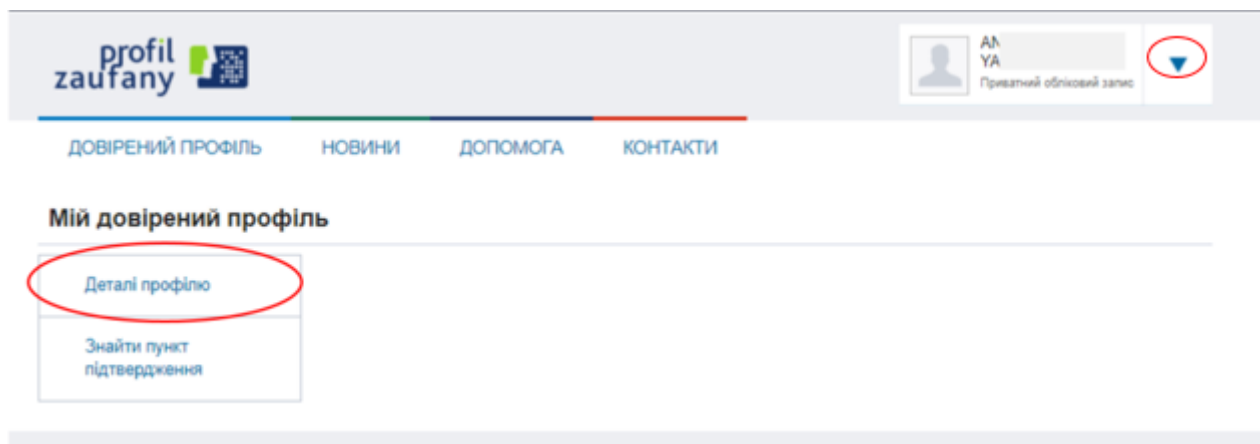 profil
zaufany
AN
YA
Приватний обліковий запис
ДОВІРЕНИЙ ПРОФІЛЬ НОВИНИ ДОПОМОГА КОНТАКТИ
Мій довірений профіль
Деталі профілю
Знайти пункт
підтвердження